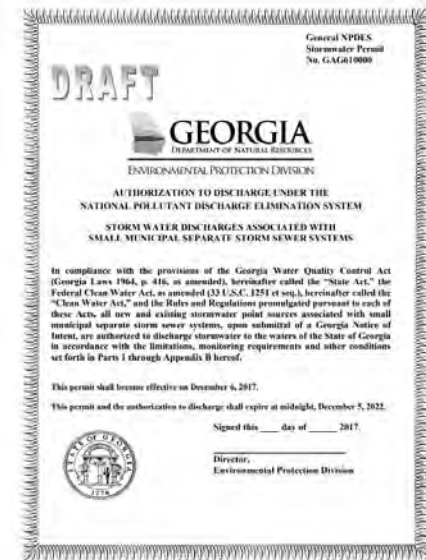 General NPDES
Stormwater Permit
No. GAG610000
DRAFT
GEORGIA
DEPARTMENT OF NATURAL RESOURCES
ENVIRONMENTAL PROTECTION DIVISION
AUTHORIZATION TO DISCHARGE UNDER THE
NATIONAL POLLUTANT DISCHARGE ELIMINATION SYSTEM
STORM WATER DISCHARGES ASSOCIATED WITH
SMALL MUNICIPAL SEPARATE STORM SEWER SYSTEMS
In compliance with the provisions of the Georgia Water Quality Control Act
(Georgia Laws 1964, p. 416, as amended), hereinafter called the "State Act," the
Federal Clean Water Act, as amended (33 U.S.C. 1251 et seq.), hereinafter called the
"Clean Water Act," and the Rules and Regulations promulgated pursuant to each of
these Acts, all new and existing stormwater point sources associated with small
municipal separate storm sewer systems, upon submittal of a Georgia Notice of
Intent, are authorized to discharge stormwater to the waters of the State of Georgia
in accordance with the limitations, monitoring requirements and other conditions
set forth in Parts 1 through Appendix B hereof.
This permit shall become effective on December 6, 2017.
This permit and the authorization to discharge shall expire at midnight, December 5, 2022.
Signed this ____ day of ______ 2017.
STATE OF GEORGIA
1776
Director,
Environmental Protection Division